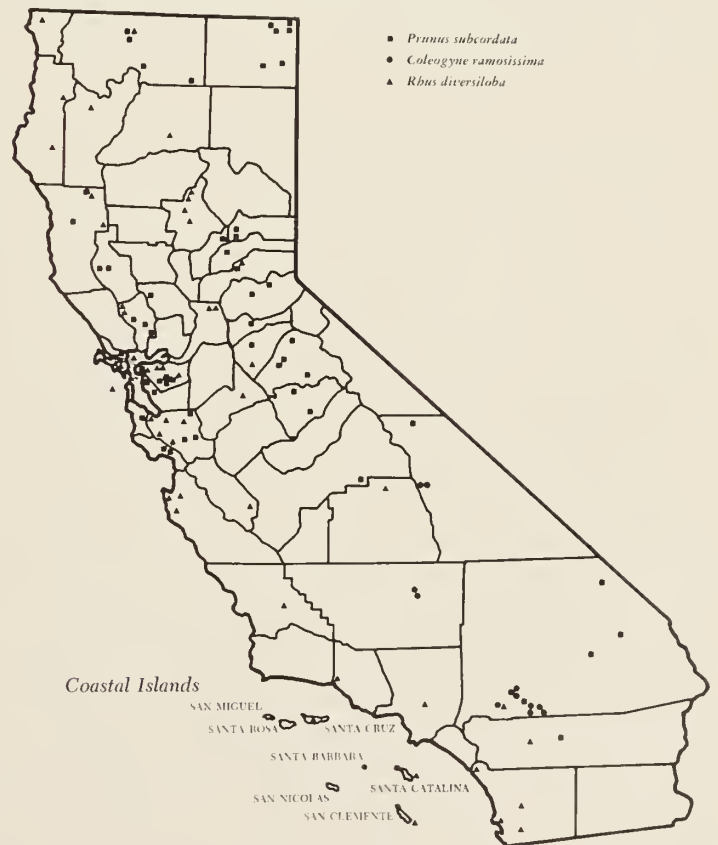 Prunus subcordata
Coleogyne ramosissima
Rhus diversiloba
Coastal Islands
SAN MIGUEL
SANTA ROSA
SANTA CRUZ
SANTA BARBARA
SANTA CATALINA
SAN NICOLAS
SAN CLEMENTE